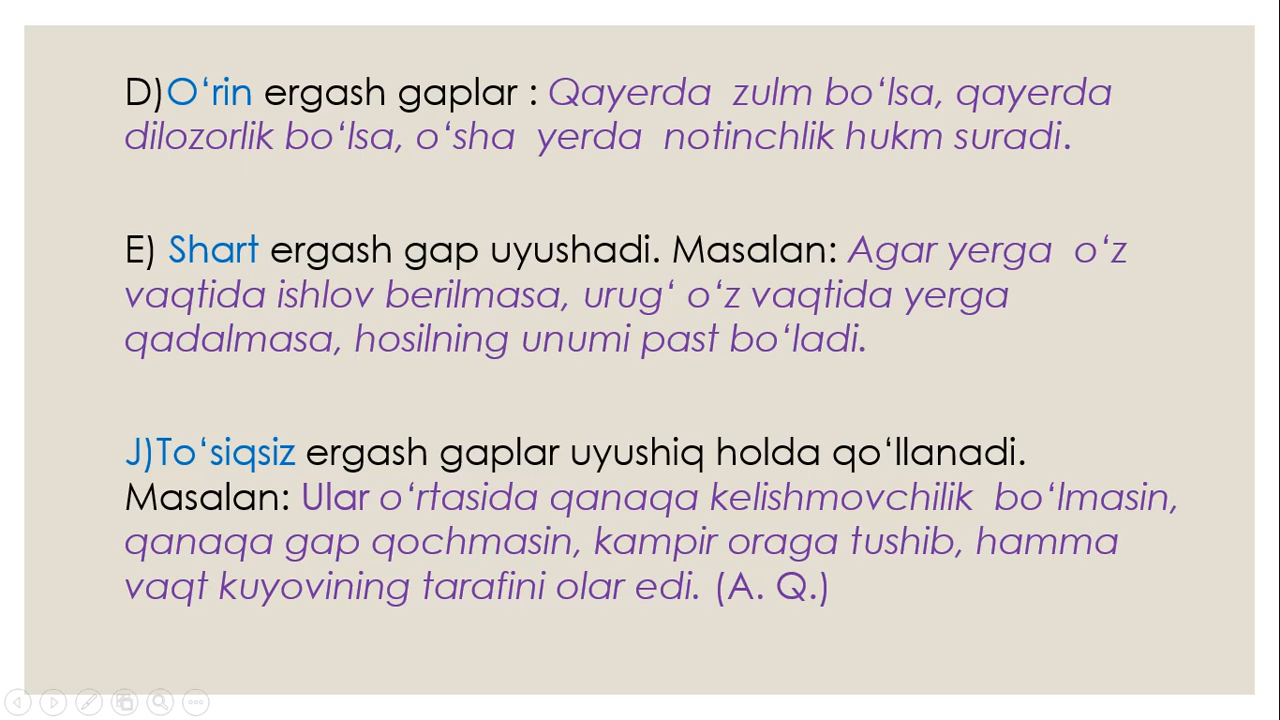 D)O‘rin ergash gaplar : Qayerda  zulm bo‘lsa, qayerda
dilozorlik bo‘lsa, o‘sha  yerda  notinchlik hukm suradi.
E) Shart ergash gap uyushadi. Masalan: Agar yerga  o‘z
vaqtida ishlov berilmasa, urug‘ o‘z vaqtida yerga
qadalmasa, hosilning unumi past bo‘ladi.
J)To‘siqsiz ergash gaplar uyushiq holda qo‘llanadi.
Masalan: Ular o‘rtasida qanaqa kelishmovchilik  bo‘lmasin,
qanaqa gap qochmasin, kampir oraga tushib, hamma
vaqt kuyovining tarafini olar edi. (A. Q.)